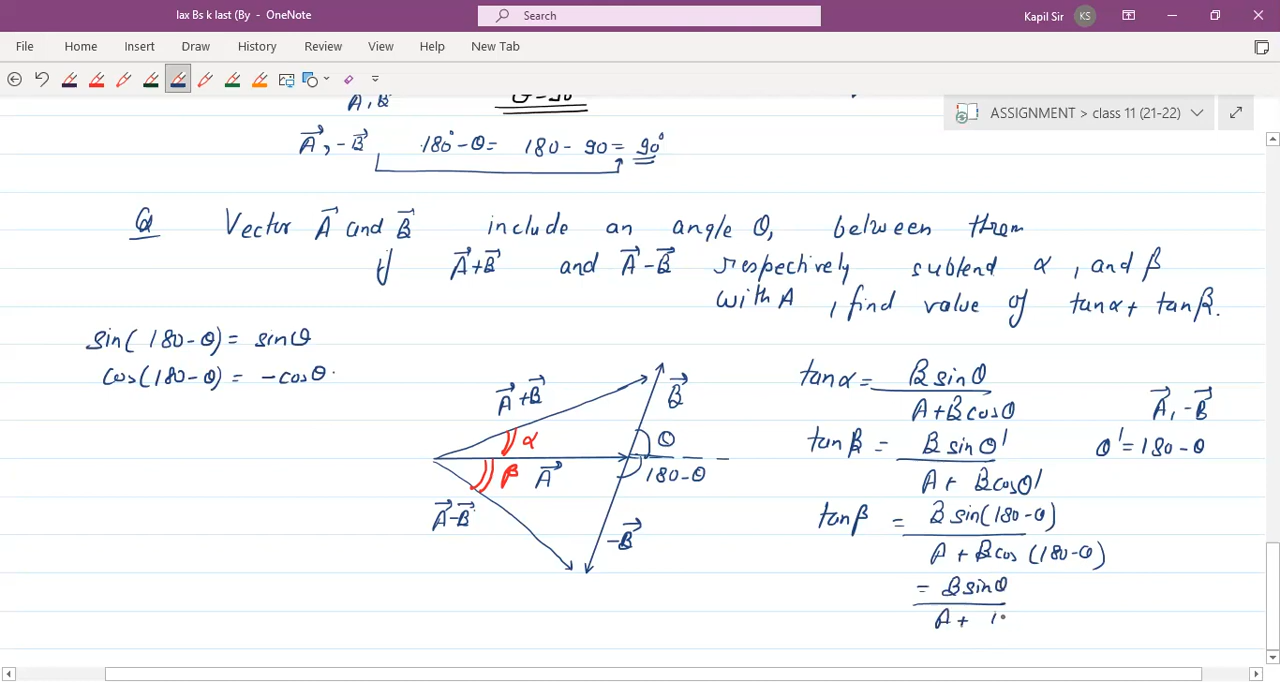 lax Bs k last (By - OneNote
Search
Kapil Sir KS
File Home Insert Draw History Review View Help New Tab
ASSIGNMENT > class 11 (21-22)
A, B θ = 90
A⃗, -B⃗ 180° - θ = 180 - 90 = 90°
Q Vector A⃗ and B⃗ include an angle θ, between them
if A⃗+B⃗ and A⃗-B⃗ respectively subtend α, and β
with A, find value of tanα + tanβ.
sin(180-θ) = sinθ
cos(180-θ) = -cosθ
A⃗+B⃗
B⃗
α
θ
β
A⃗
180-θ
A⃗-B⃗
-B⃗
tanα = B sinθ / A+B cosθ
A⃗, -B⃗
tanβ = B sinθ' / A + B cosθ'
θ' = 180 - θ
tanβ = B sin(180-θ) / A + B cos (180-θ)
= B sinθ / A +